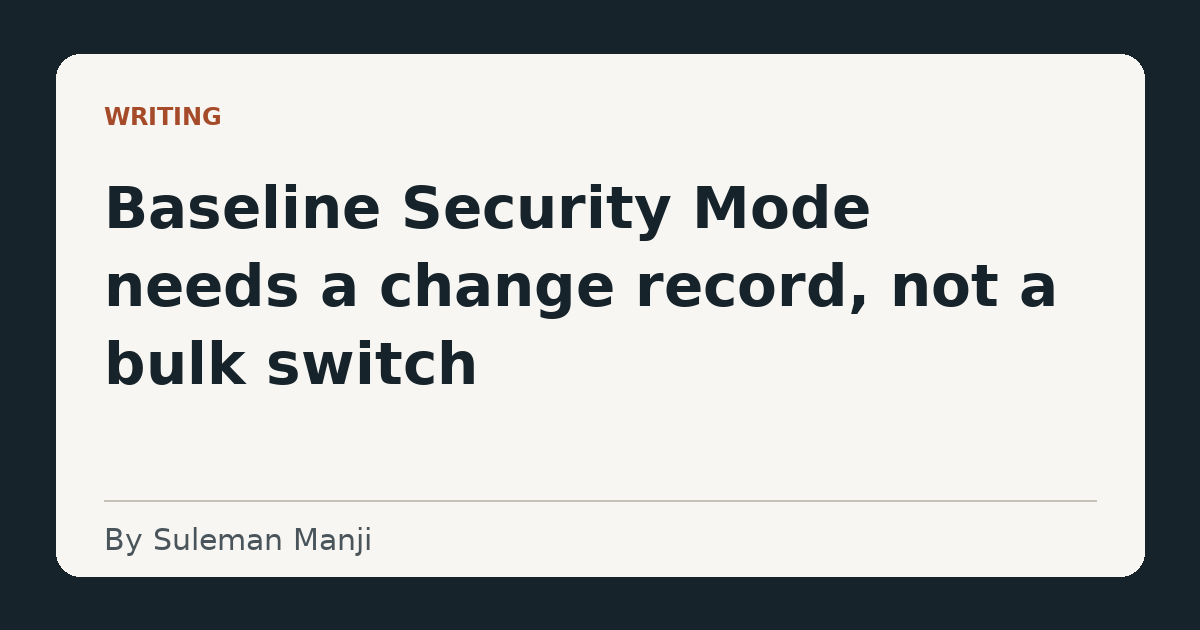 WRITING
Baseline Security Mode
needs a change record, not a
bulk switch
By Suleman Manji